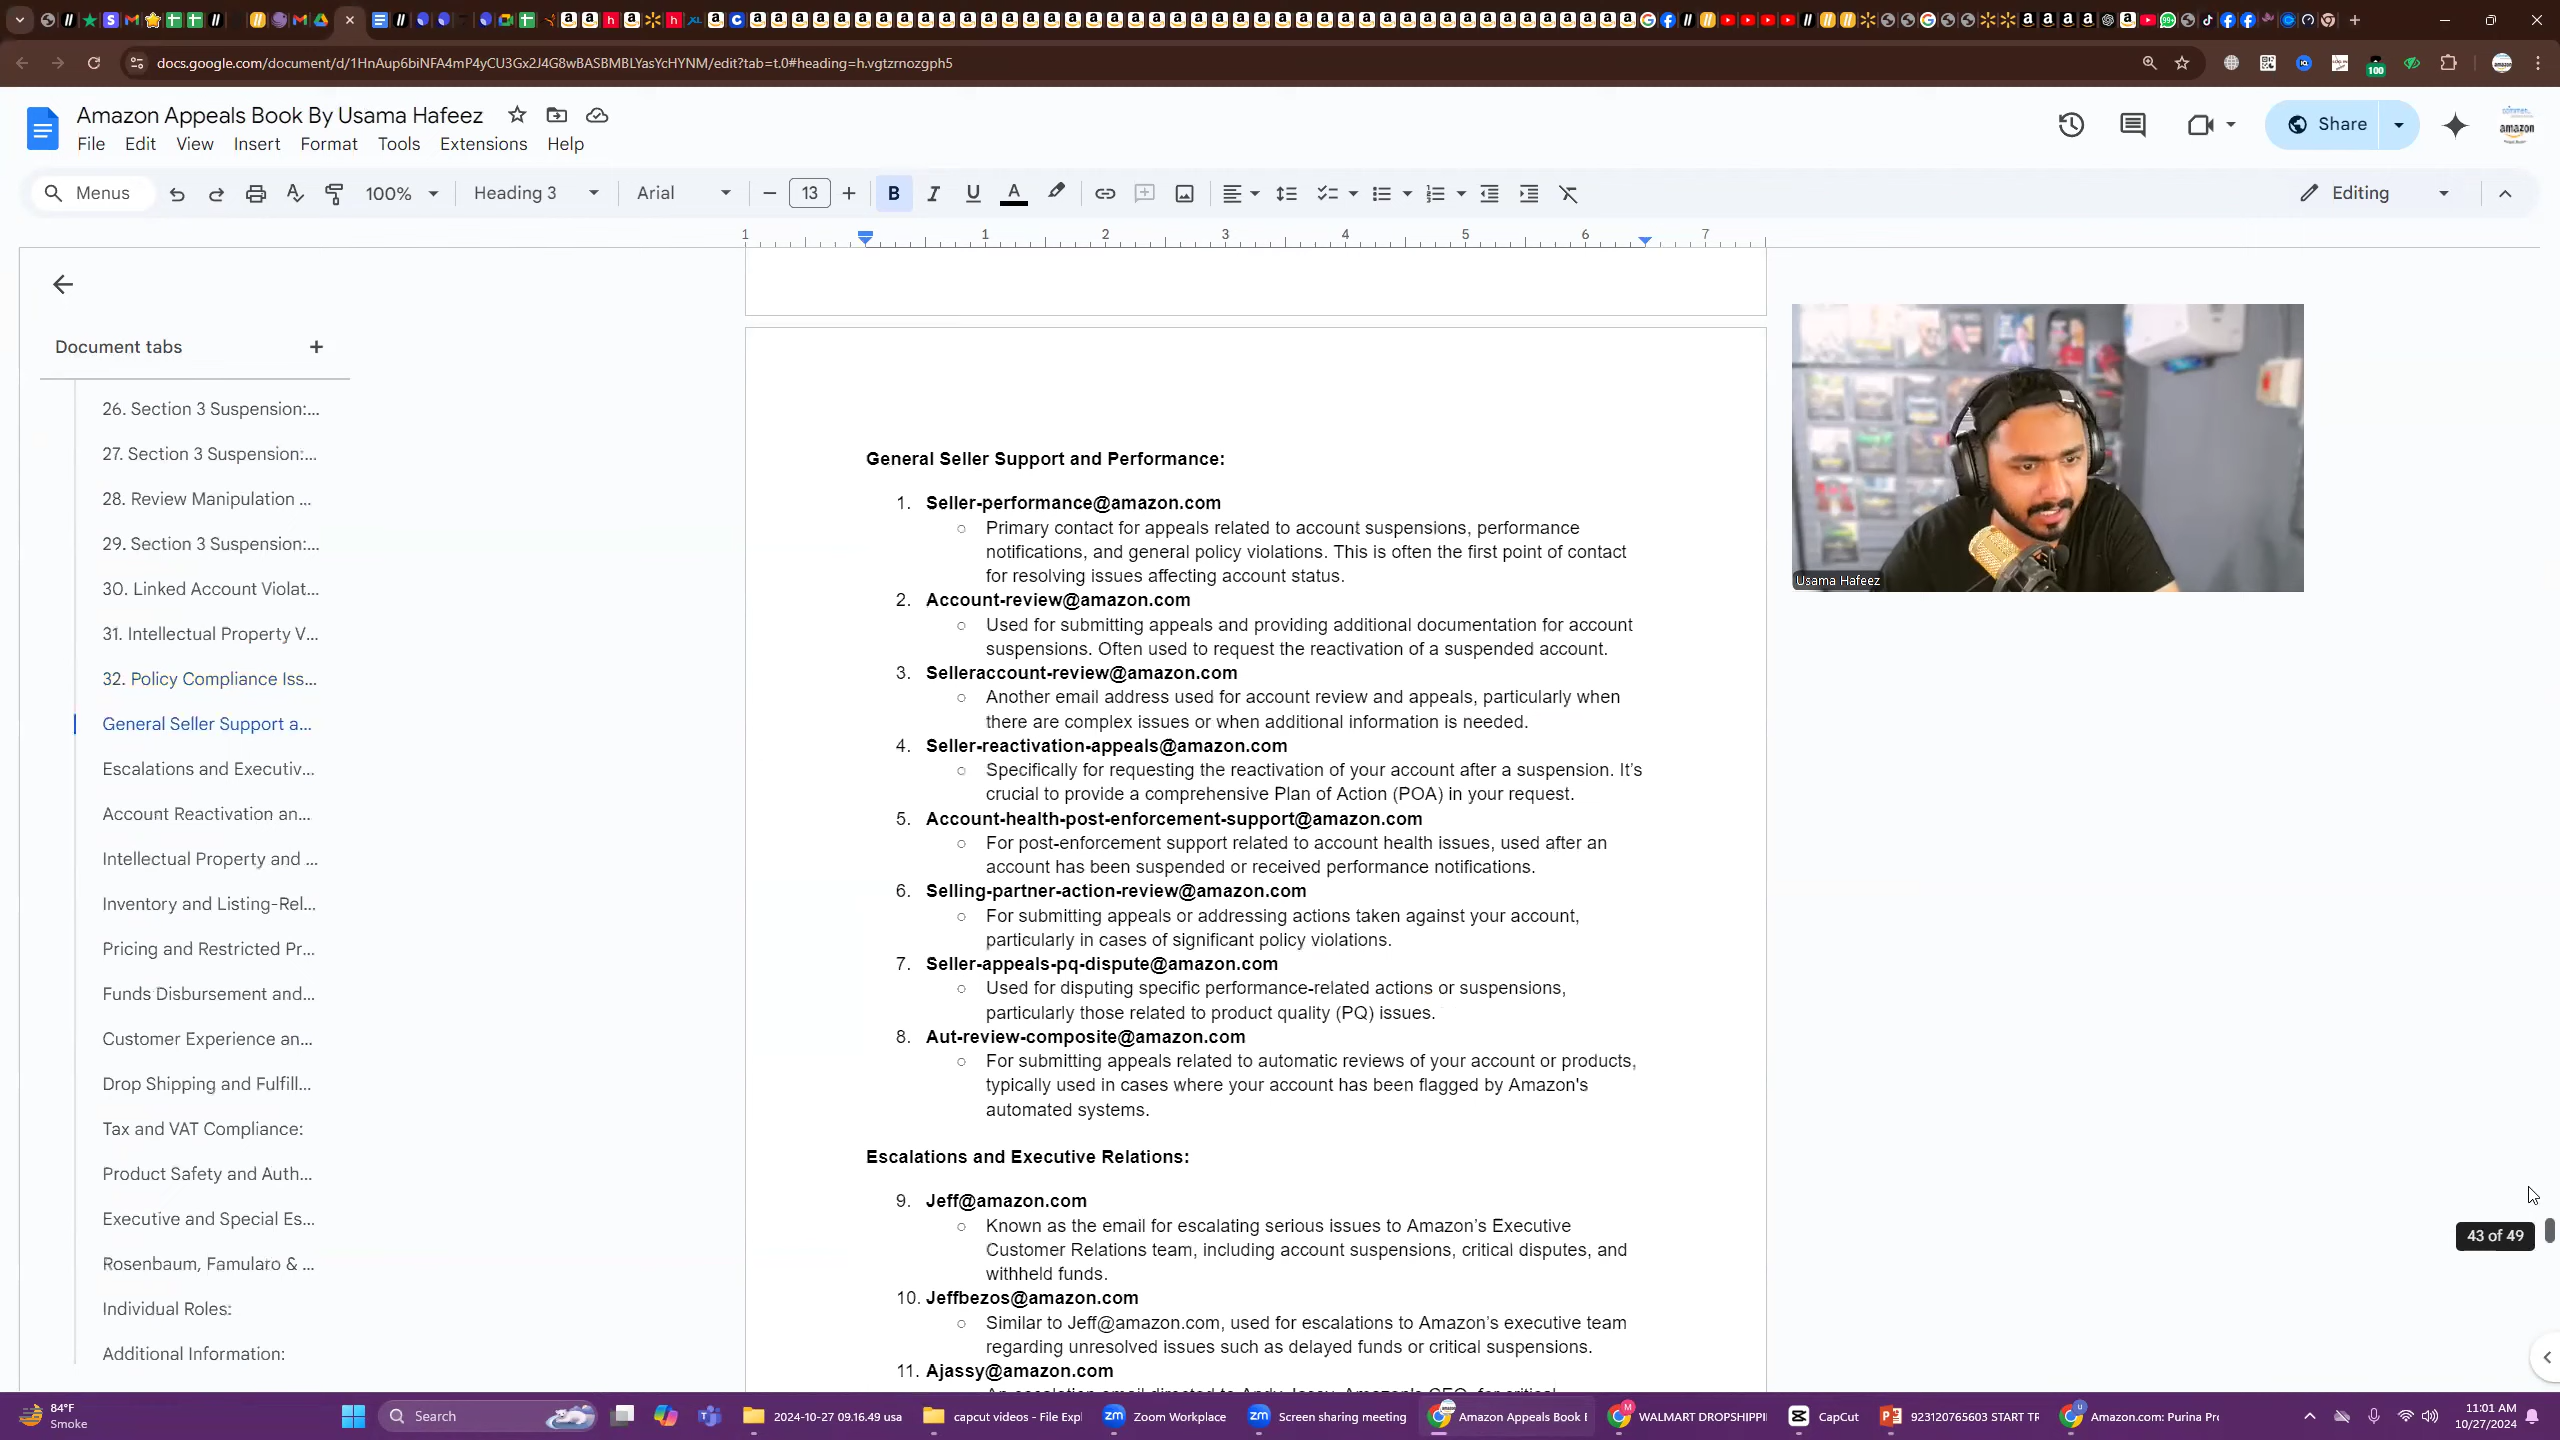 docs.google.com/document/d/1HnAup6biNFA4mP4yCU3Gx2J4G8wBASBMBLYasYcHYNM/edit?tab=t.0#heading=h.vgtzrnozgph5
100
Amazon Appeals Book By Usama Hafeez
File Edit View Insert Format Tools Extensions Help
Share
Menus
100%
Heading 3
Arial
13
B
Editing
1 1 2 3 4 5 6 7
Document tabs
26. Section 3 Suspension:...
27. Section 3 Suspension:...
28. Review Manipulation ...
29. Section 3 Suspension:...
30. Linked Account Violat...
31. Intellectual Property V...
32. Policy Compliance Iss...
General Seller Support a...
Escalations and Executiv...
Account Reactivation an...
Intellectual Property and ...
Inventory and Listing-Rel...
Pricing and Restricted Pr...
Funds Disbursement and...
Customer Experience an...
Drop Shipping and Fulfill...
Tax and VAT Compliance:
Product Safety and Auth...
Executive and Special Es...
Rosenbaum, Famularo & ...
Individual Roles:
Additional Information:
General Seller Support and Performance:
1. Seller-performance@amazon.com
○ Primary contact for appeals related to account suspensions, performance
notifications, and general policy violations. This is often the first point of contact
for resolving issues affecting account status.
2. Account-review@amazon.com
○ Used for submitting appeals and providing additional documentation for account
suspensions. Often used to request the reactivation of a suspended account.
3. Selleraccount-review@amazon.com
○ Another email address used for account review and appeals, particularly when
there are complex issues or when additional information is needed.
4. Seller-reactivation-appeals@amazon.com
○ Specifically for requesting the reactivation of your account after a suspension. It’s
crucial to provide a comprehensive Plan of Action (POA) in your request.
5. Account-health-post-enforcement-support@amazon.com
○ For post-enforcement support related to account health issues, used after an
account has been suspended or received performance notifications.
6. Selling-partner-action-review@amazon.com
○ For submitting appeals or addressing actions taken against your account,
particularly in cases of significant policy violations.
7. Seller-appeals-pq-dispute@amazon.com
○ Used for disputing specific performance-related actions or suspensions,
particularly those related to product quality (PQ) issues.
8. Aut-review-composite@amazon.com
○ For submitting appeals related to automatic reviews of your account or products,
typically used in cases where your account has been flagged by Amazon's
automated systems.
Escalations and Executive Relations:
9. Jeff@amazon.com
○ Known as the email for escalating serious issues to Amazon’s Executive
Customer Relations team, including account suspensions, critical disputes, and
withheld funds.
10. Jeffbezos@amazon.com
○ Similar to Jeff@amazon.com, used for escalations to Amazon’s executive team
regarding unresolved issues such as delayed funds or critical suspensions.
11. Ajassy@amazon.com
Usama Hafeez
43 of 49
84°F
Smoke
Search
2024-10-27 09.16.49 usa
capcut videos - File Expl
Zoom Workplace
Screen sharing meeting
Amazon Appeals Book B
WALMART DROPSHIPPI
CapCut
923120765603 START TR
Amazon.com: Purina Pro
11:01 AM
10/27/2024